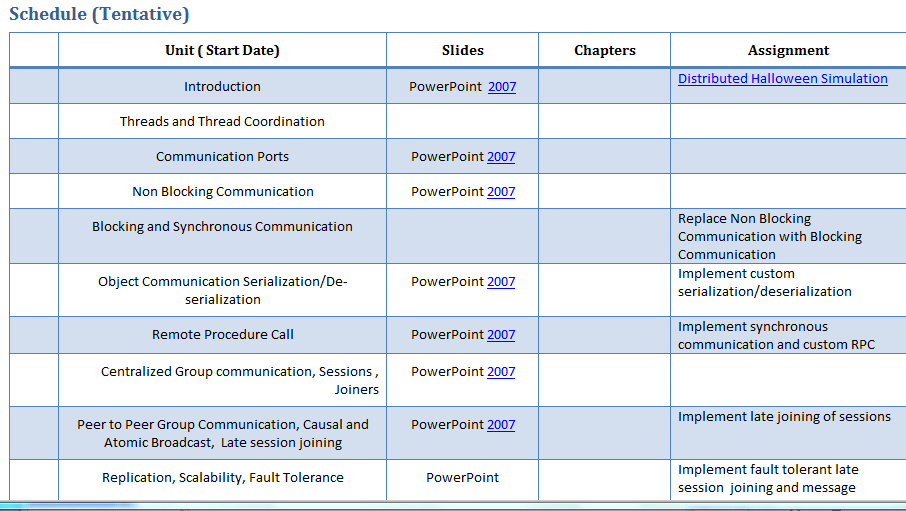 Schedule (Tentative)
Unit ( Start Date) Slides Chapters Assignment
Introduction PowerPoint 2007 Distributed Halloween Simulation
Threads and Thread Coordination
Communication Ports PowerPoint 2007
Non Blocking Communication PowerPoint 2007
Blocking and Synchronous Communication
Replace Non Blocking
Communication with Blocking
Communication
Object Communication Serialization/De-
serialization
PowerPoint 2007
Implement custom
serialization/deserialization
Remote Procedure Call PowerPoint 2007
Implement synchronous
communication and custom RPC
Centralized Group communication, Sessions ,
Joiners
PowerPoint 2007
Peer to Peer Group Communication, Causal and
Atomic Broadcast, Late session joining
PowerPoint 2007
Implement late joining of sessions
Replication, Scalability, Fault Tolerance PowerPoint
Implement fault tolerant late
session joining and message